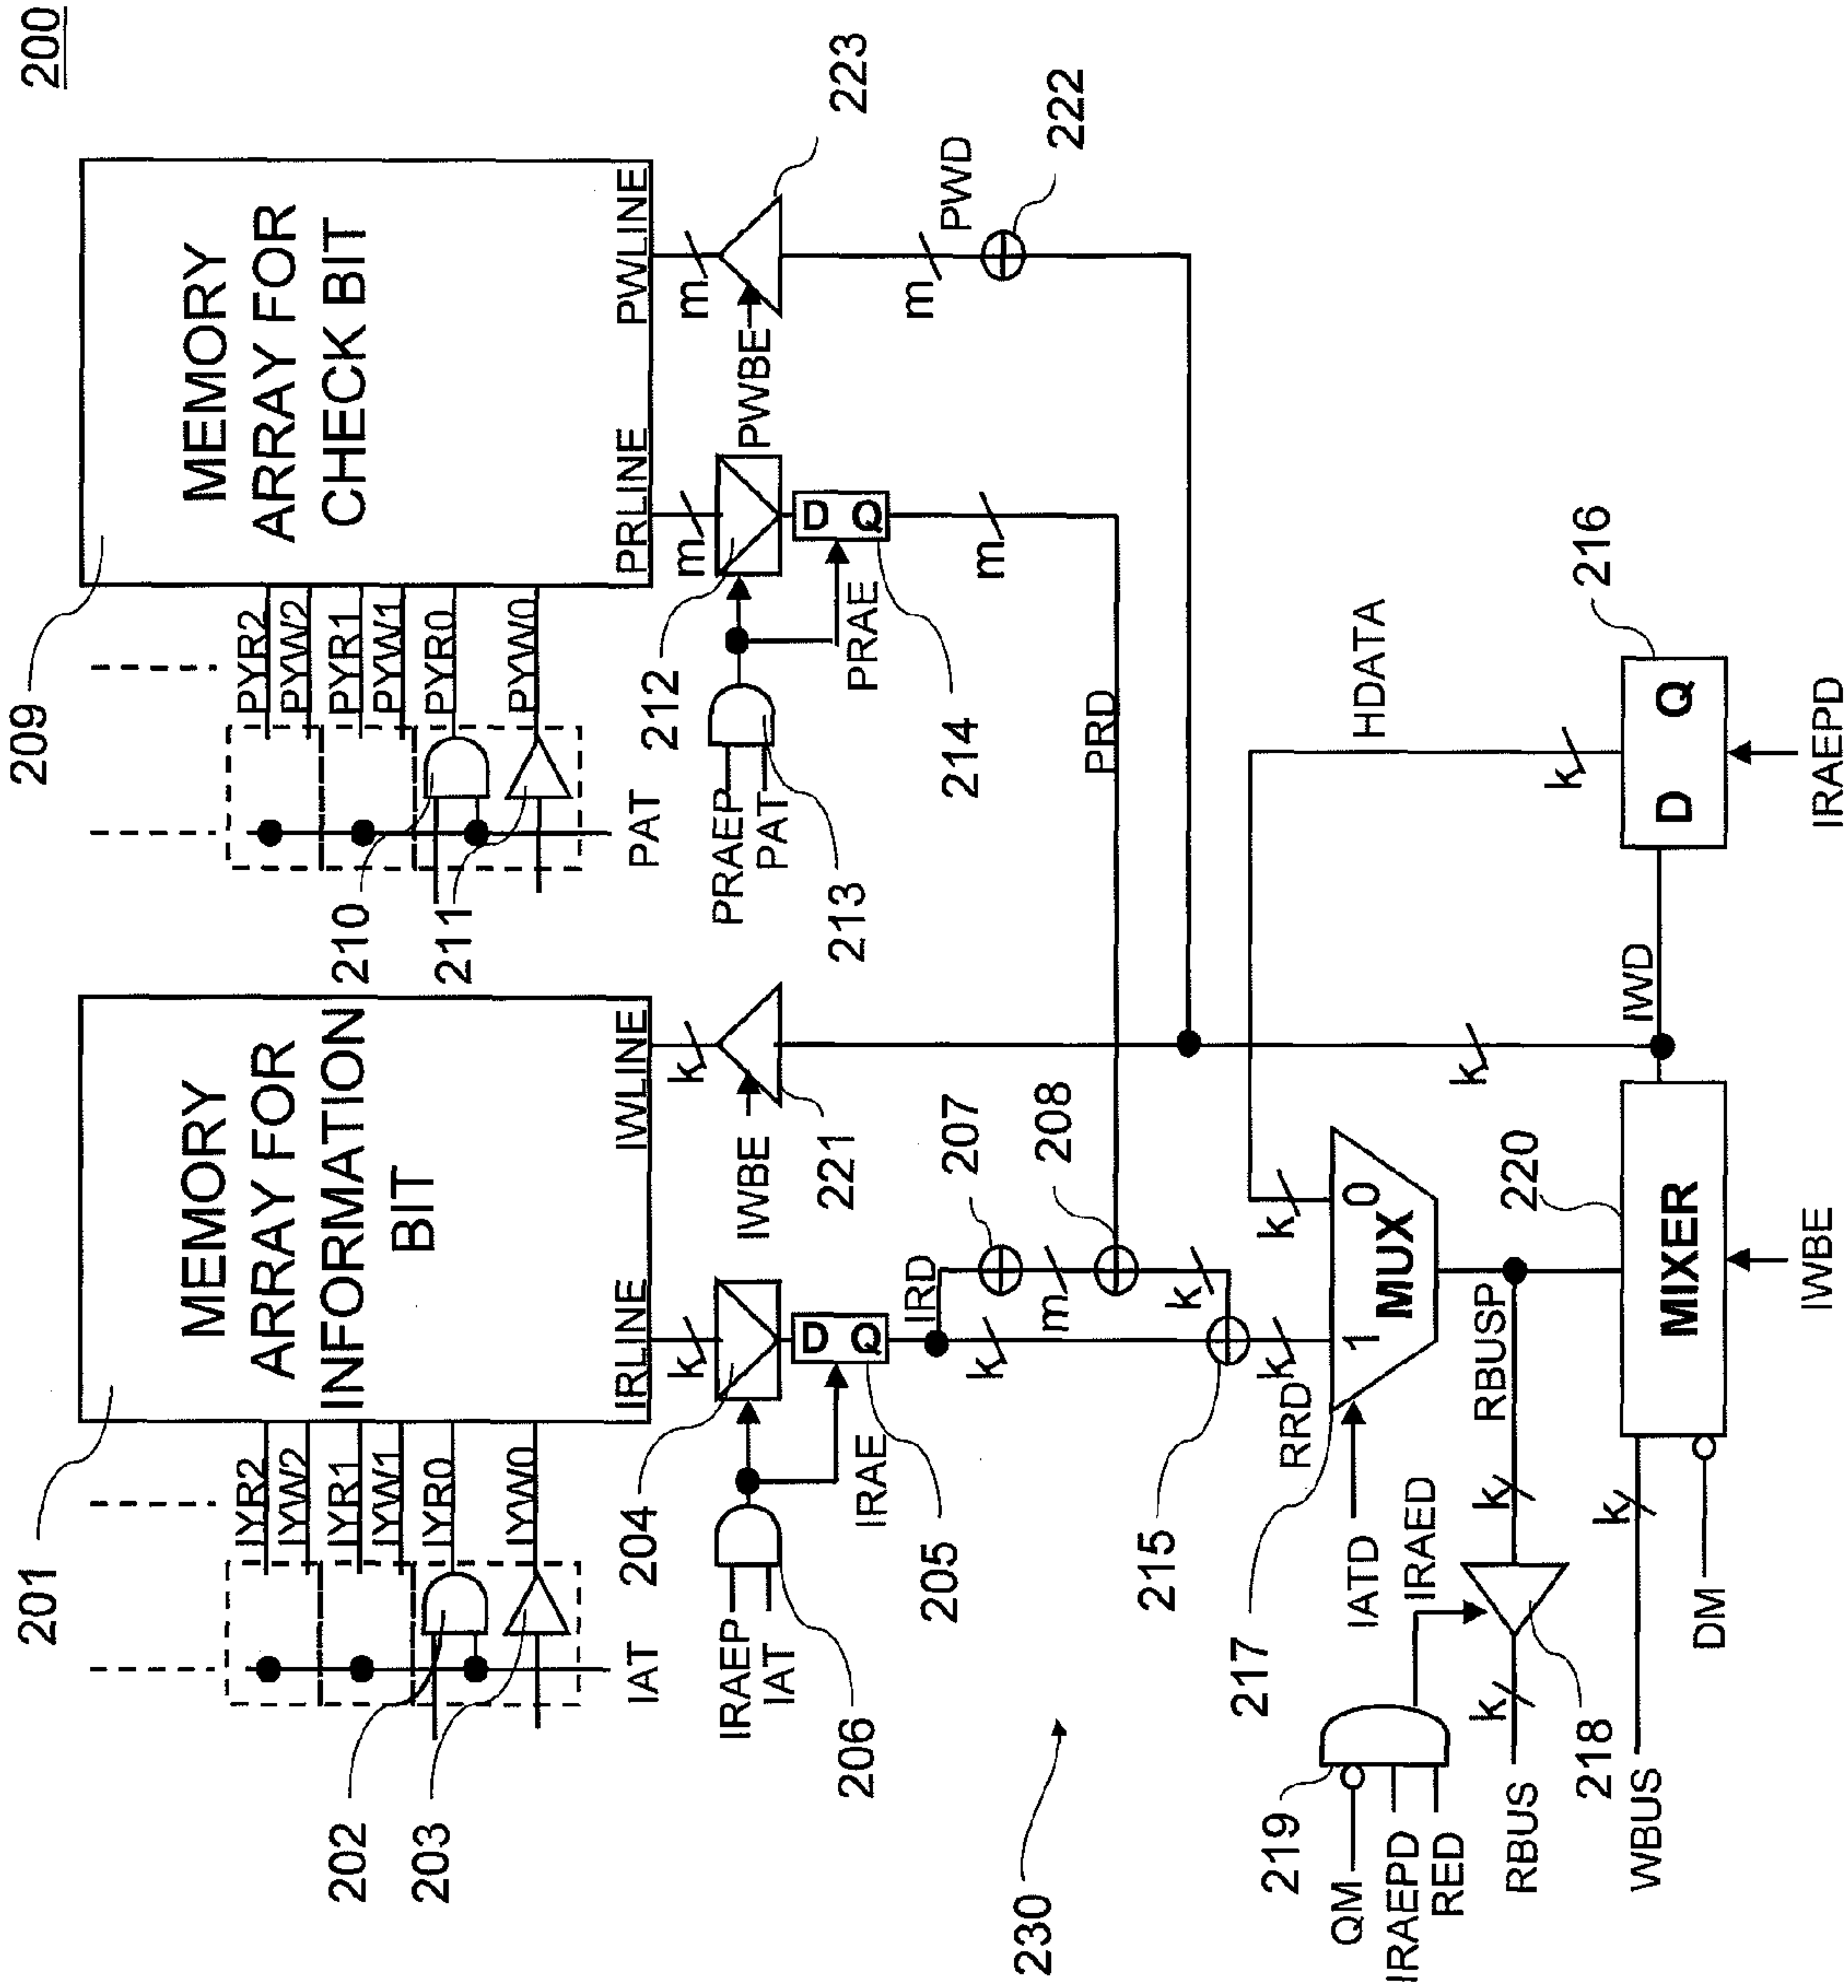 200
MEMORY
ARRAY FOR
INFORMATION
BIT
201
IYR2
IYW2
IYR1
IYW1
IYR0
IYW0
IAT
202
203
IRLINE
IWLINE
MEMORY
ARRAY FOR
CHECK BIT
209
PYR2
PYW2
PYR1
PYW1
PYR0
PYW0
PAT
210
211
PRLINE
PWLINE
k
k
m
m
204
IRAEP
IAT
206
IRAE
D Q
205
IWBE
221
212
PRAEP
PAT
213
PRAE
D Q
214
PWBE
223
m
m
PWD
222
IRD
k
207
m
208
k
PRD
215
RRD
k
k
217
IATD
1 0
MUX
HDATA
k
216
D Q
IRAEPD
IWD
k
RBUSP
220
MIXER
IWBE
DM
WBUS
k
k
k
RBUS
218
IRAED
219
QM
IRAEPD
RED
230